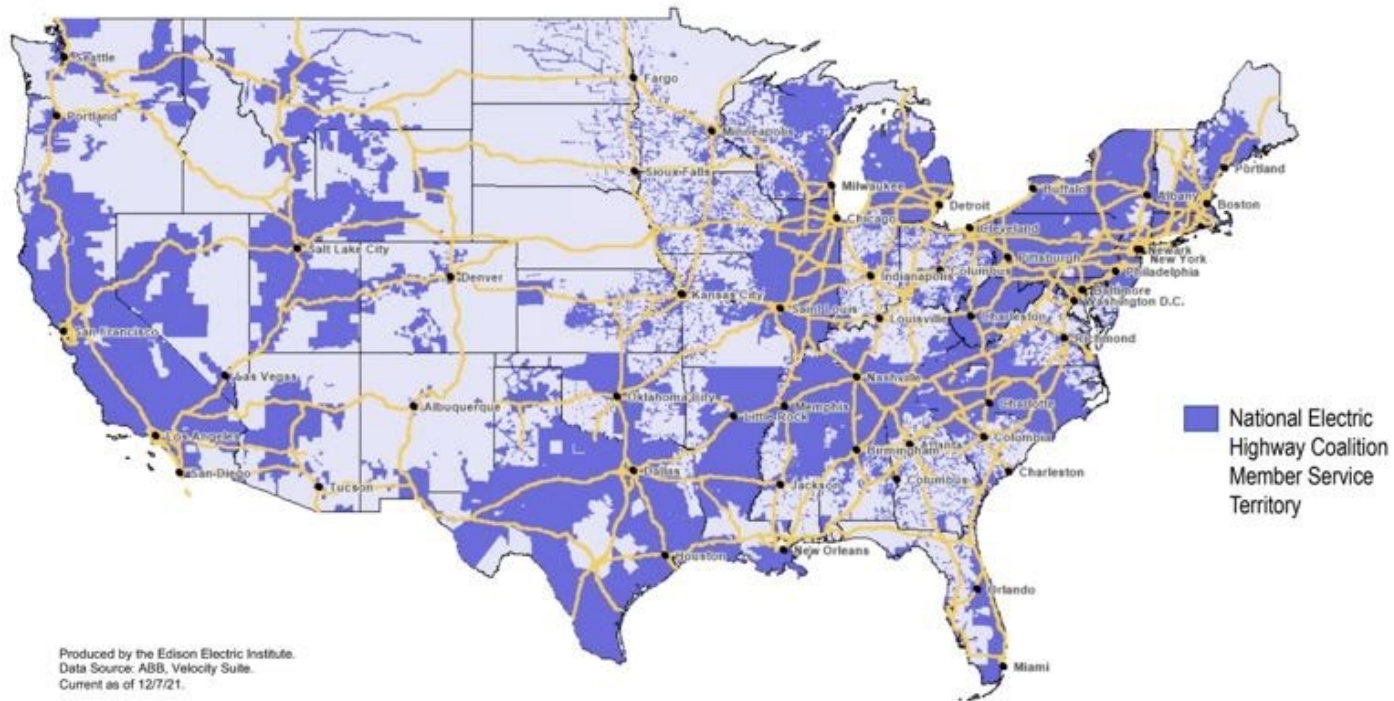 Seattle
Portland
Fargo
Minneapolis
Sioux Falls
Milwaukee
Chicago
Detroit
Buffalo
Albany
Portland
Boston
Cleveland
Newark
New York
Pittsburgh
Philadelphia
Salt Lake City
Denver
Kansas City
Indianapolis
Columbus
Baltimore
Washington D.C.
San Francisco
Saint Louis
Louisville
Charleston
Richmond
Las Vegas
Albuquerque
Oklahoma City
Nashville
Memphis
Little Rock
Charlotte
Los Angeles
San Diego
Tucson
Dallas
Birmingham
Atlanta
Columbia
Jackson
Columbus
Charleston
Houston
New Orleans
Orlando
Miami
National Electric
Highway Coalition
Member Service
Territory
Produced by the Edison Electric Institute.
Data Source: ABB, Velocity Suite.
Current as of 12/7/21.